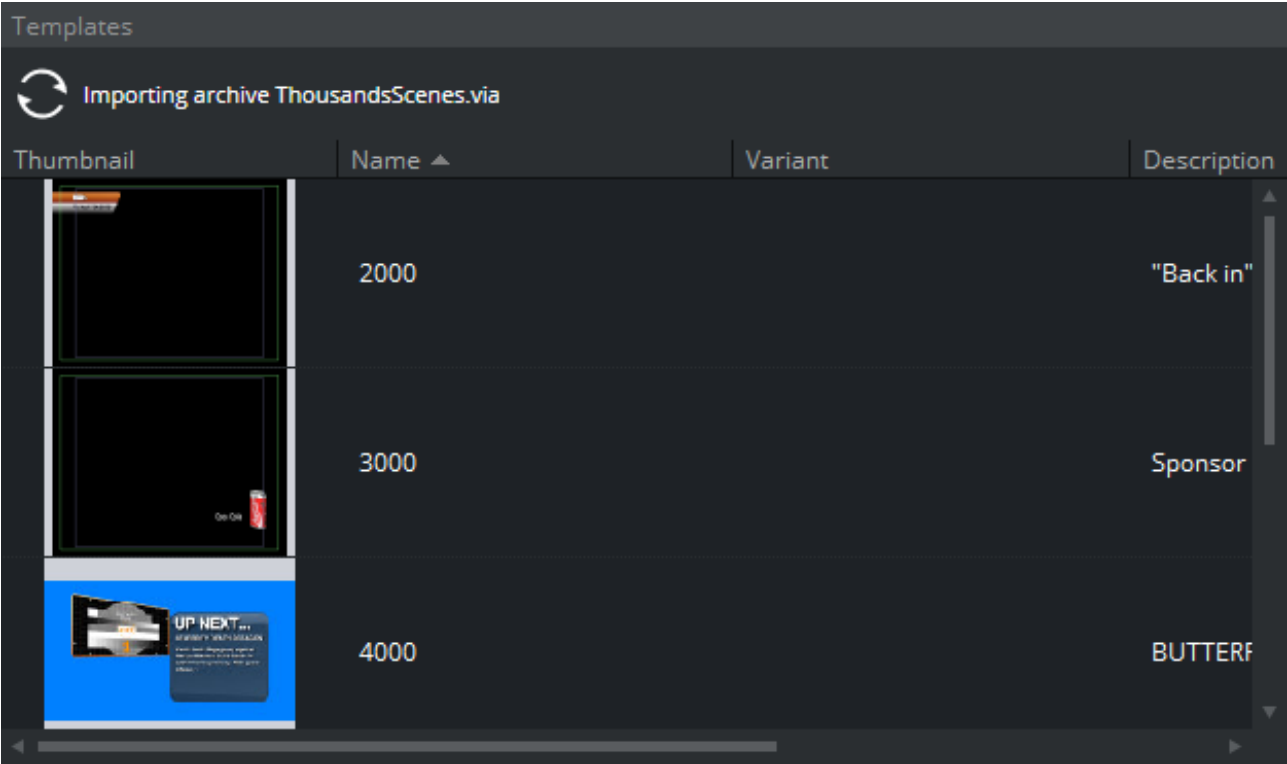 Templates
Importing archive ThousandsScenes.via
Thumbnail Name Variant Description
2000 "Back in"
3000 Sponsor
UP NEXT...
4000 BUTTERF